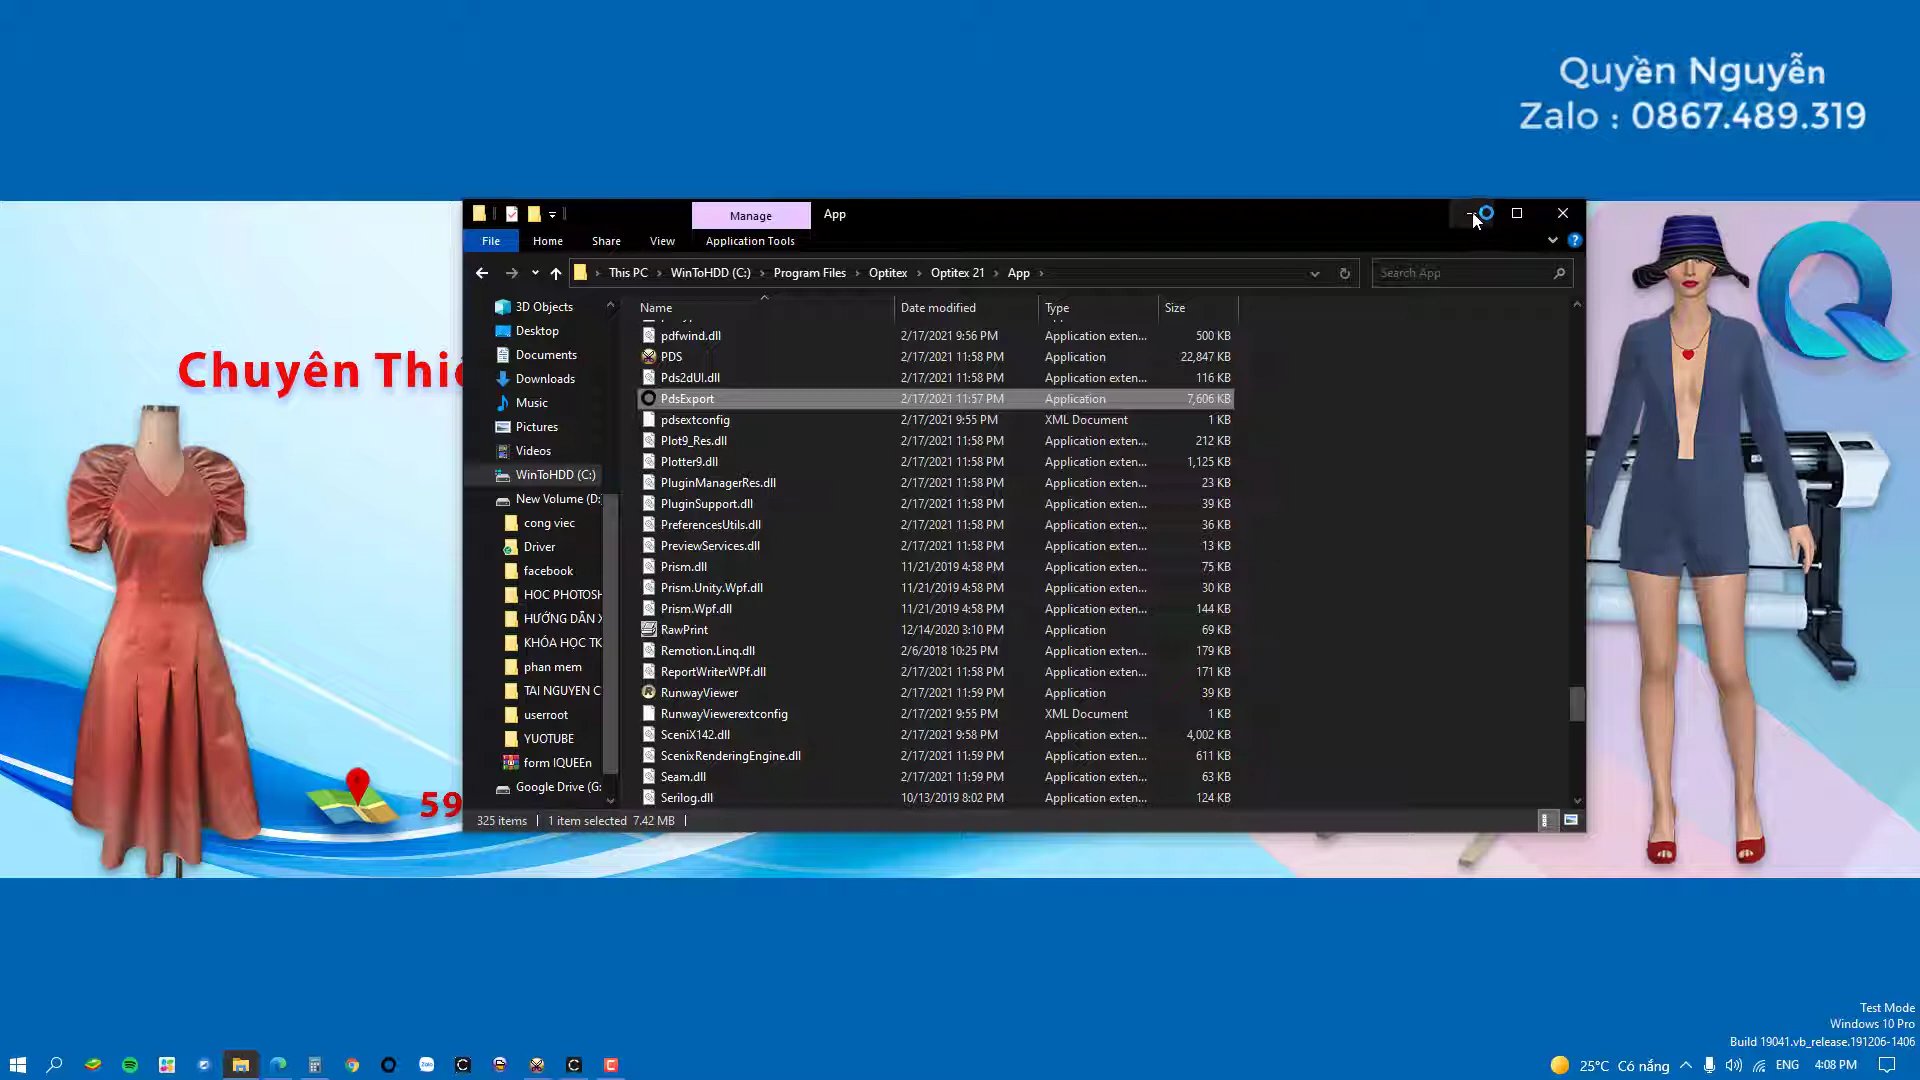 Quyền Nguyễn
Zalo : 0867.489.319
Chuyên Thiế
59
Manage
App
File
Home
Share
View
Application Tools
This PC > WinToHDD (C:) > Program Files > Optitex > Optitex 21 > App >
Search App
3D Objects
Desktop
Documents
Downloads
Music
Pictures
Videos
WinToHDD (C:)
New Volume (D:
cong viec
Driver
facebook
HOC PHOTOSH
HƯỚNG DẪN X
KHÓA HỌC TK
phan mem
TAI NGUYEN C
userroot
YUOTUBE
form IQUEEn
Google Drive (G:
Name Date modified Type Size
pdfwind.dll 2/17/2021 9:56 PM Application exten... 500 KB
PDS 2/17/2021 11:58 PM Application 22,847 KB
Pds2dUI.dll 2/17/2021 11:58 PM Application exten... 116 KB
PdsExport 2/17/2021 11:57 PM Application 7,606 KB
pdsextconfig 2/17/2021 9:55 PM XML Document 1 KB
Plot9_Res.dll 2/17/2021 11:58 PM Application exten... 212 KB
Plotter9.dll 2/17/2021 11:58 PM Application exten... 1,125 KB
PluginManagerRes.dll 2/17/2021 11:58 PM Application exten... 23 KB
PluginSupport.dll 2/17/2021 11:58 PM Application exten... 39 KB
PreferencesUtils.dll 2/17/2021 11:58 PM Application exten... 36 KB
PreviewServices.dll 2/17/2021 11:58 PM Application exten... 13 KB
Prism.dll 11/21/2019 4:58 PM Application exten... 75 KB
Prism.Unity.Wpf.dll 11/21/2019 4:58 PM Application exten... 30 KB
Prism.Wpf.dll 11/21/2019 4:58 PM Application exten... 144 KB
RawPrint 12/14/2020 3:10 PM Application 69 KB
Remotion.Linq.dll 2/6/2018 10:25 PM Application exten... 179 KB
ReportWriterWPf.dll 2/17/2021 11:58 PM Application exten... 171 KB
RunwayViewer 2/17/2021 11:59 PM Application 39 KB
RunwayViewerextconfig 2/17/2021 9:55 PM XML Document 1 KB
SceniX142.dll 2/17/2021 9:58 PM Application exten... 4,002 KB
ScenixRenderingEngine.dll 2/17/2021 11:59 PM Application exten... 611 KB
Seam.dll 2/17/2021 11:59 PM Application exten... 63 KB
Serilog.dll 10/13/2019 8:02 PM Application exten... 124 KB
325 items 1 item selected 7.42 MB
Test Mode
Windows 10 Pro
Build 19041.vb_release.191206-1406
Zalo
25°C Có nắng
ENG
4:08 PM